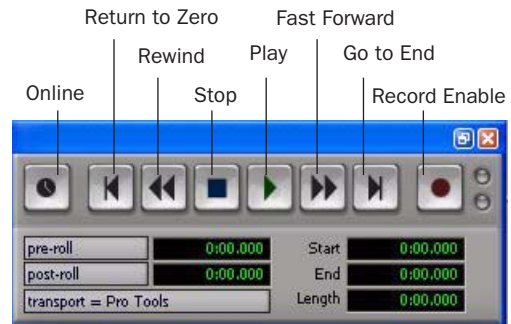 Return to Zero Fast Forward
Rewind Play Go to End
Online Stop Record Enable
pre-roll 0:00.000 Start 0:00.000
post-roll 0:00.000 End 0:00.000
transport = Pro Tools Length 0:00.000